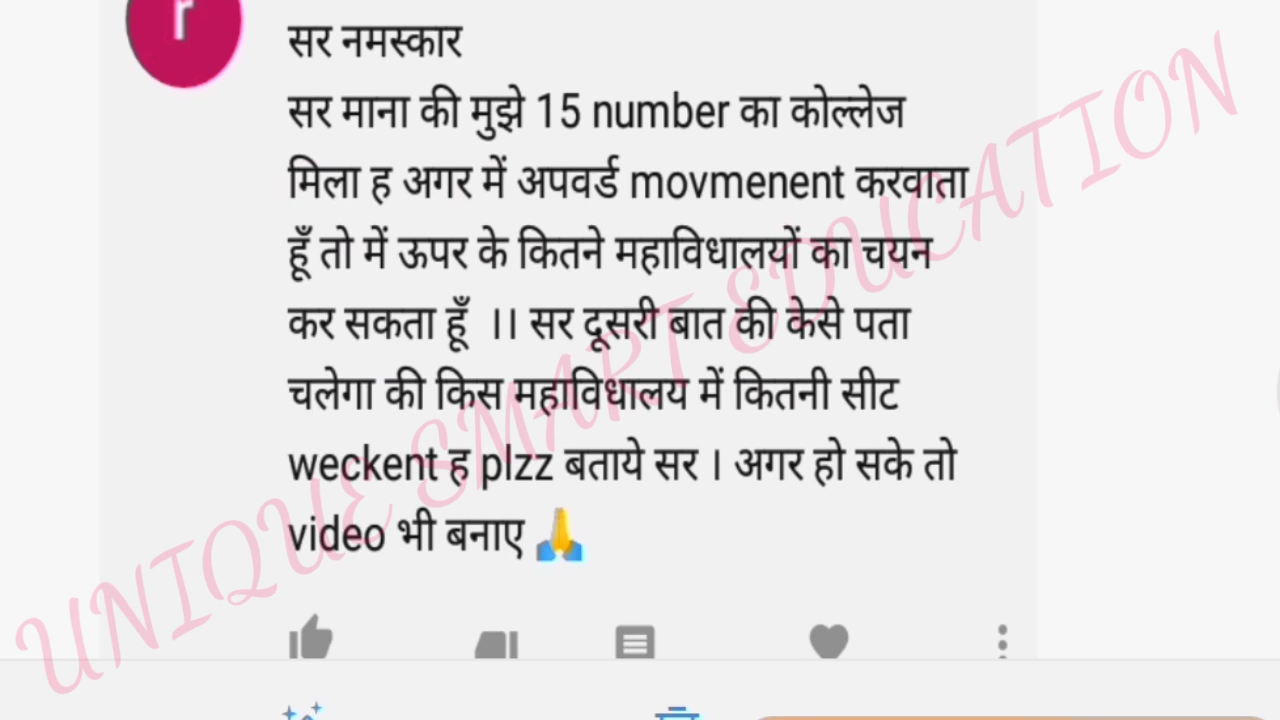 r
सर नमस्कार
सर माना की मुझे 15 number का कोल्लेज
मिला ह अगर में अपवर्ड movmenent करवाता
हूँ तो में ऊपर के कितने महाविधालयों का चयन
कर सकता हूँ ।। सर दूसरी बात की केसे पता
चलेगा की किस महाविधालय में कितनी सीट
weckent ह plzz बताये सर । अगर हो सके तो
video भी बनाए 🙏
UNIQUE SMART EDUCATION